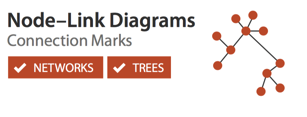 Node–Link Diagrams
Connection Marks
NETWORKS TREES